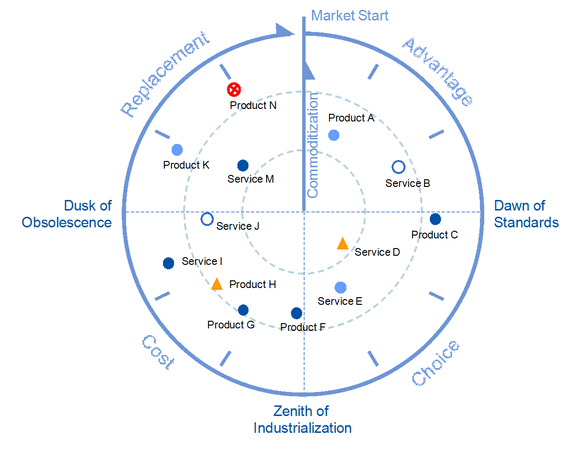 Market Start
Replacement
Advantage
Product N
Commoditization
Product A
Product K
Service M
Service B
Dusk of
Obsolescence
Dawn of
Standards
Service J
Product C
Service D
Service I
Product H
Service E
Product G
Product F
Cost
Choice
Zenith of
Industrialization